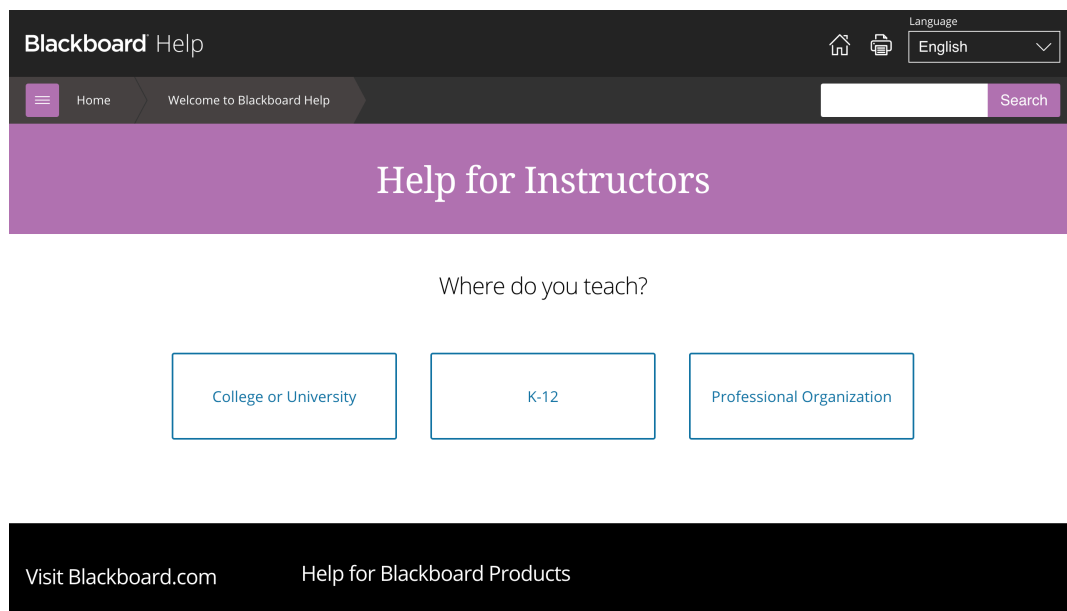 Language
Blackboard Help
English
Home
Welcome to Blackboard Help
Search
Help for Instructors
Where do you teach?
College or University
K-12
Professional Organization
Visit Blackboard.com
Help for Blackboard Products